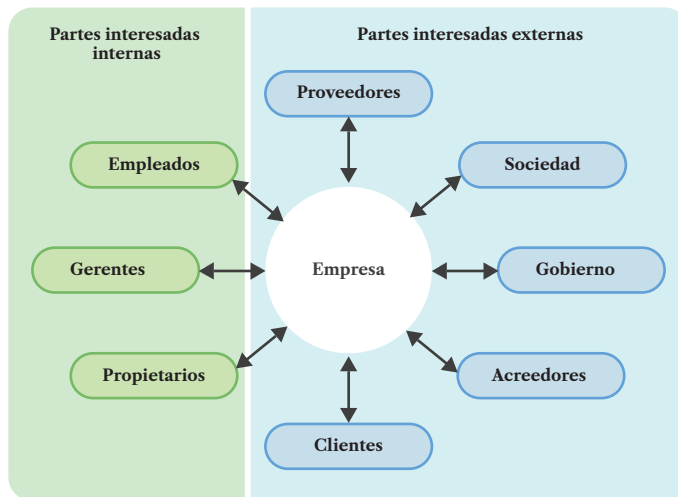 Partes interesadas
internas
Partes interesadas externas
Proveedores
Empleados
Sociedad
Gerentes
Empresa
Gobierno
Propietarios
Acreedores
Clientes